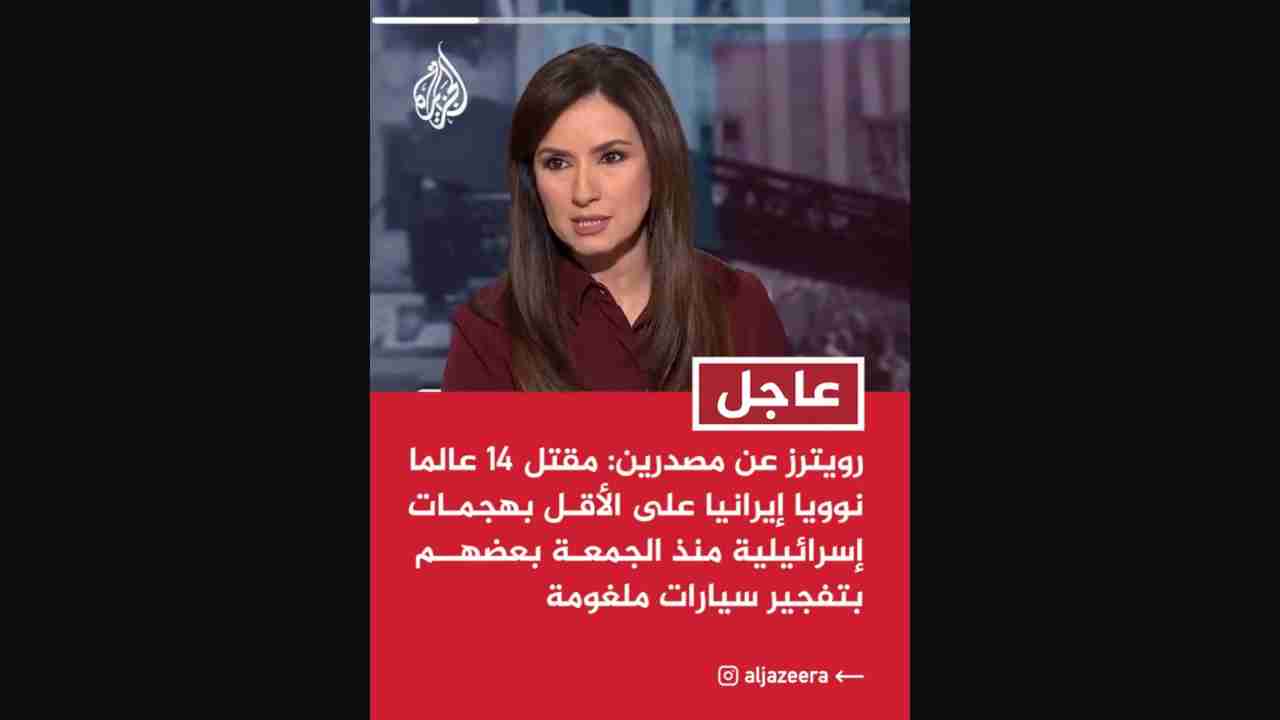 الجزيرة
عاجل
رويترز عن مصدرين: مقتل 14 عالما
نوويا إيرانيا على الأقل بهجمات
إسرائيلية منذ الجمعة بعضهم
بتفجير سيارات ملغومة
aljazeera